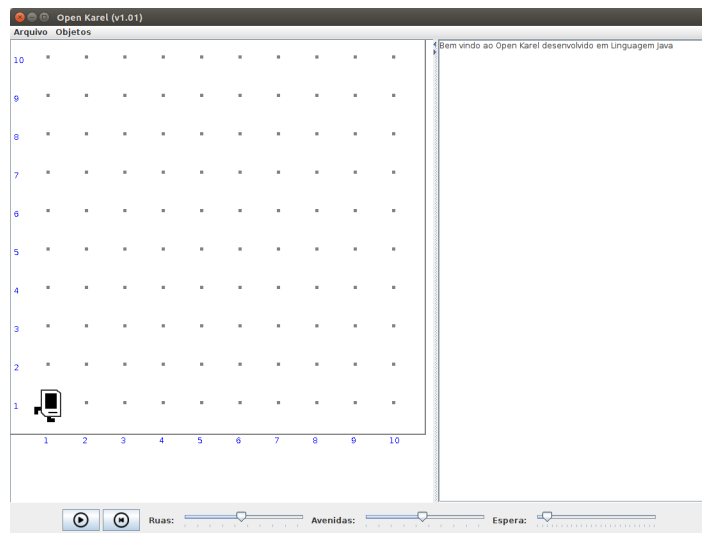 Open Karel (v1.01)
Arquivo Objetos
Bem vindo ao Open Karel desenvolvido em Linguagem Java
10
9
8
7
6
5
4
3
2
1
1 2 3 4 5 6 7 8 9 10
Ruas: Avenidas: Espera: